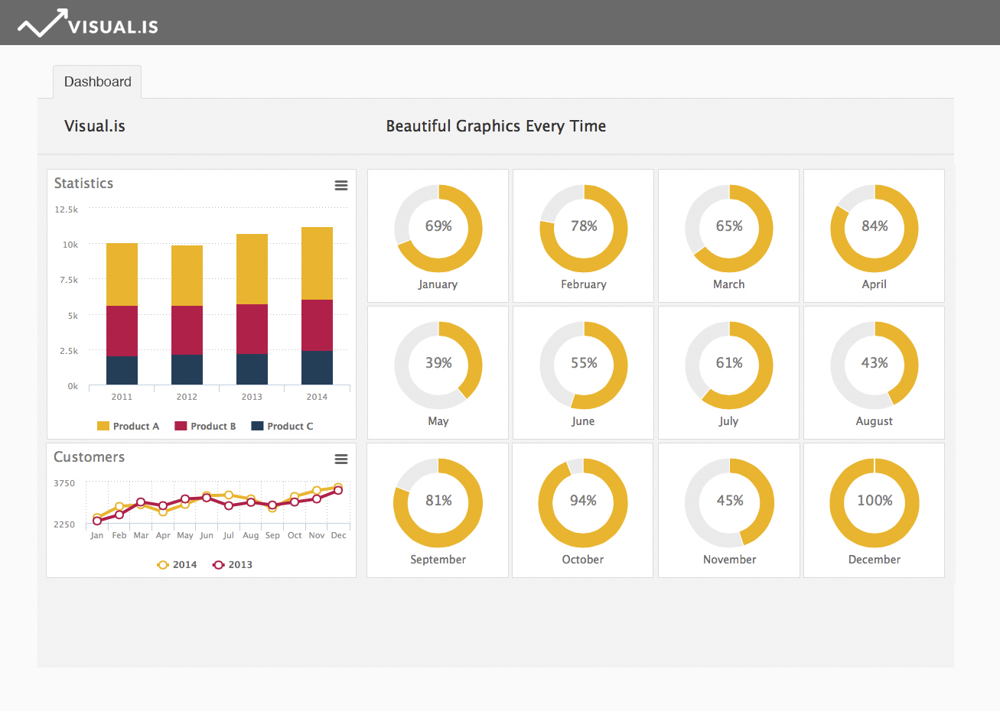 VISUAL.IS
Dashboard
Visual.is
Beautiful Graphics Every Time
Statistics
12.5k
10k
7.5k
5k
2.5k
0k
2011 2012 2013 2014
Product A Product B Product C
Customers
3750
2250
Jan Feb Mar Apr May Jun Jul Aug Sep Oct Nov Dec
2014 2013
69% 78% 65% 84%
January February March April
39% 55% 61% 43%
May June July August
81% 94% 45% 100%
September October November December